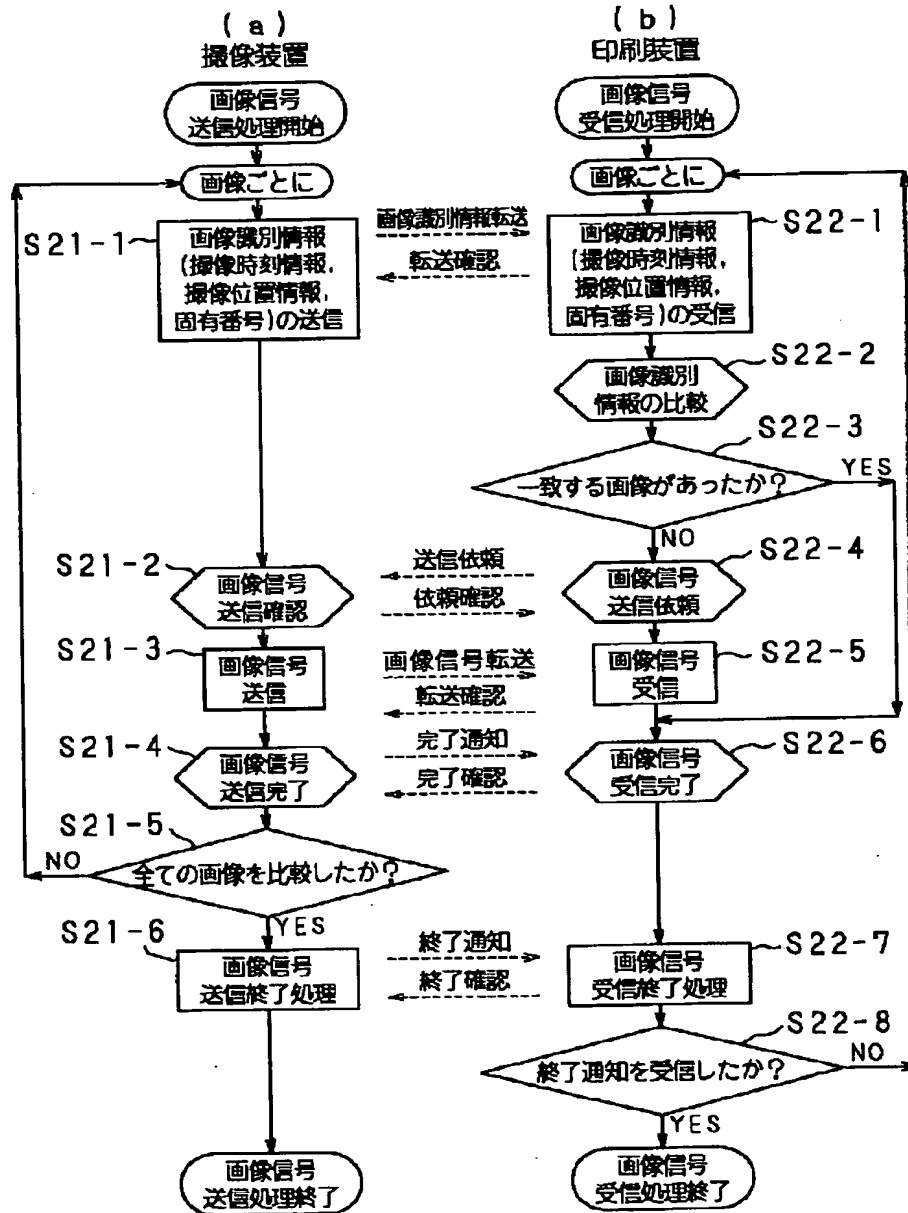 (a)
撮像装置
画像信号
送信処理開始
画像ごとに
S21-1
画像識別情報
(撮像時刻情報,
撮像位置情報,
固有番号)の送信
S21-2
画像信号
送信確認
S21-3
画像信号
送信
S21-4
画像信号
送信完了
S21-5
NO
全ての画像を比較したか?
YES
S21-6
画像信号
送信終了処理
画像信号
送信処理終了
画像識別情報転送
転送確認
送信依頼
依頼確認
画像信号転送
転送確認
完了通知
完了確認
終了通知
終了確認
(b)
印刷装置
画像信号
受信処理開始
画像ごとに
S22-1
画像識別情報
(撮像時刻情報,
撮像位置情報,
固有番号)の受信
S22-2
画像識別
情報の比較
S22-3
一致する画像があったか?
YES
NO
S22-4
画像信号
送信依頼
S22-5
画像信号
受信
S22-6
画像信号
受信完了
S22-7
画像信号
受信終了処理
S22-8
終了通知を受信したか?
NO
YES
画像信号
受信処理終了